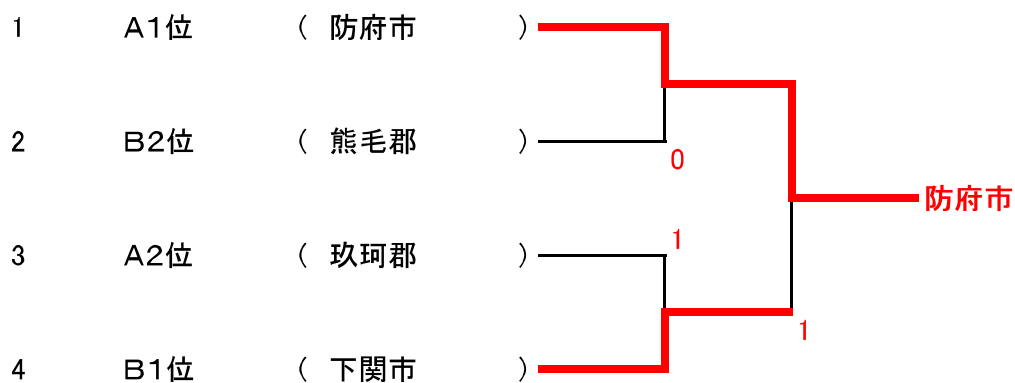 1 A1位 ( 防府市 )
2 B2位 ( 熊毛郡 )
0
防府市
1
3 A2位 ( 玖珂郡 )
1
4 B1位 ( 下関市 )